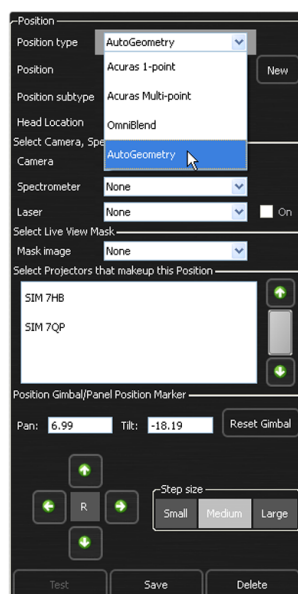 Position
Position type AutoGeometry
Position Acuras 1-point New
Position subtype Acuras Multi-point
Head Location OmniBlend
Select Camera, Spe
Camera AutoGeometry
Spectrometer None
Laser None On
Select Live View Mask
Mask image None
Select Projectors that makeup this Position
SIM 7HB
SIM 7QP
Position Gimbal/Panel Position Marker
Pan: 6.99 Tilt: -18.19 Reset Gimbal
Step size
R Small Medium Large
Test Save Delete